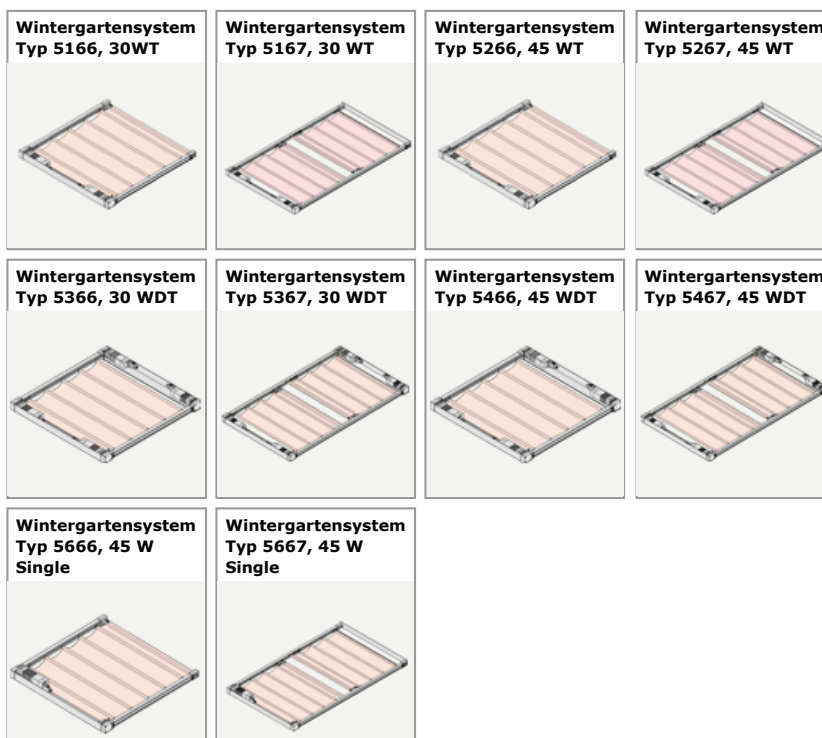 Wintergartensystem
Typ 5166, 30WT
Wintergartensystem
Typ 5167, 30 WT
Wintergartensystem
Typ 5266, 45 WT
Wintergartensystem
Typ 5267, 45 WT
Wintergartensystem
Typ 5366, 30 WDT
Wintergartensystem
Typ 5367, 30 WDT
Wintergartensystem
Typ 5466, 45 WDT
Wintergartensystem
Typ 5467, 45 WDT
Wintergartensystem
Typ 5666, 45 W
Single
Wintergartensystem
Typ 5667, 45 W
Single